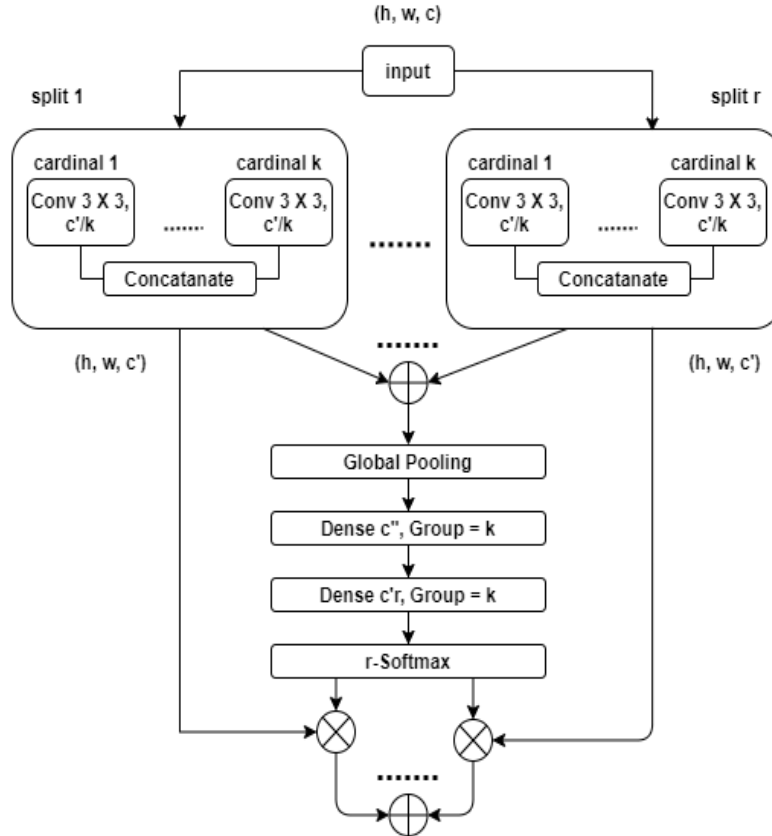 (h, w, c)
input
split 1
split r
cardinal 1
cardinal k
cardinal 1
cardinal k
Conv 3 X 3,
c'/k
Conv 3 X 3,
c'/k
Conv 3 X 3,
c'/k
Conv 3 X 3,
c'/k
.......
.......
.......
Concatanate
Concatanate
.......
(h, w, c')
(h, w, c')
Global Pooling
Dense c'', Group = k
Dense c'r, Group = k
r-Softmax
.......